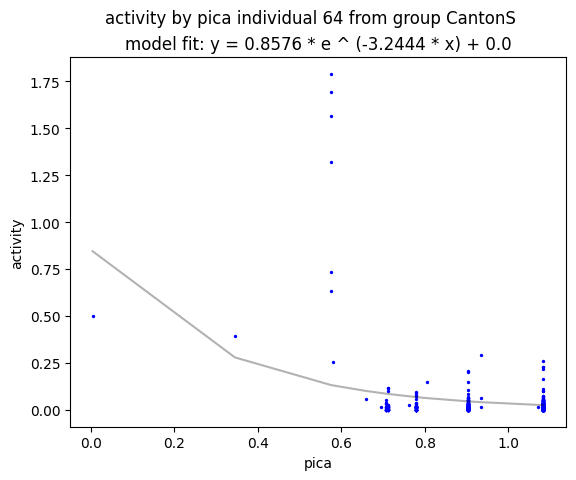 activity by pica individual 64 from group CantonS
model fit: y = 0.8576 * e ^ (-3.2444 * x) + 0.0
1.75
1.50
1.25
1.00
0.75
0.50
0.25
0.00
activity
0.0 0.2 0.4 0.6 0.8 1.0
pica